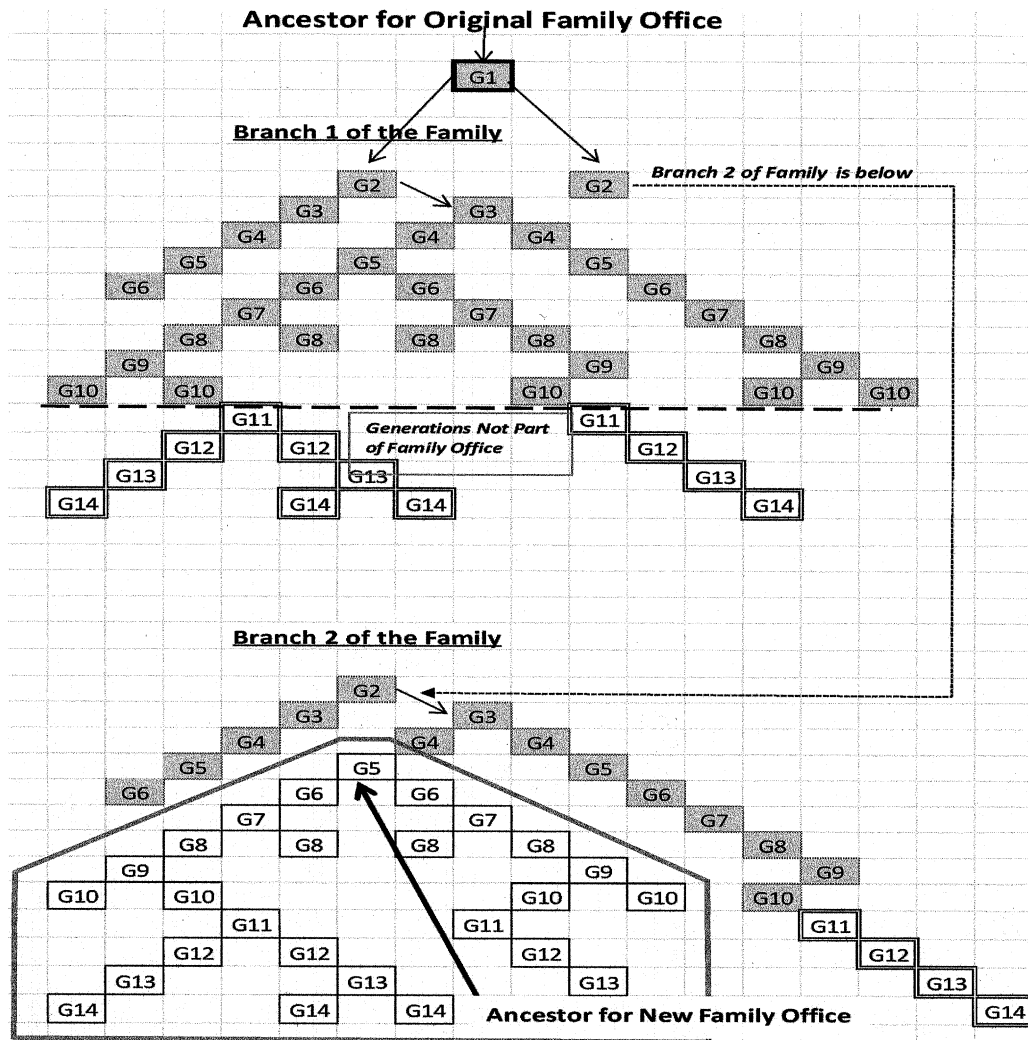 Ancestor for Original Family Office
G1
Branch 1 of the Family
G2 G2 Branch 2 of Family is below
G3 G3
G4 G4 G4
G5 G5 G5
G6 G6 G6 G6
G7 G7 G7
G8 G8 G8 G8 G8
G9 G9 G9
G10 G10 G10 G10 G10
G11 G11
Generations Not Part
of Family Office
G12 G12 G12
G13 G13 G13
G14 G14 G14 G14
Branch 2 of the Family
G2
G3 G3
G4 G4 G4
G5 G5 G5
G6 G6 G6 G6
G7 G7 G7
G8 G8 G8 G8 G8
G9 G9 G9
G10 G10 G10 G10 G10
G11 G11 G11
G12 G12 G12 G12
G13 G13 G13 G13
G14 G14 G14 G14
Ancestor for New Family Office